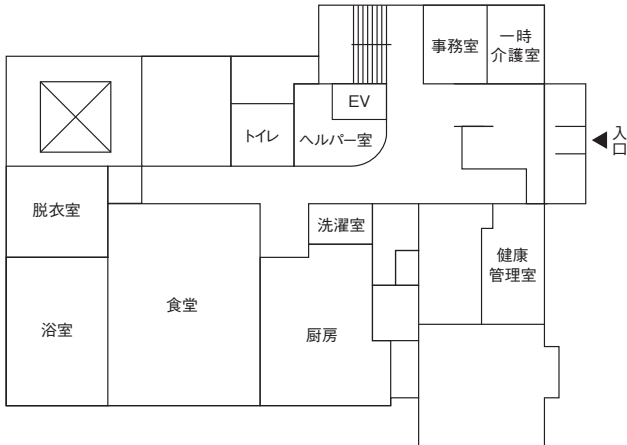 事務室
一時
介護室
EV
トイレ
ヘルパー室
入口
脱衣室
洗濯室
健康
管理室
食堂
浴室
厨房